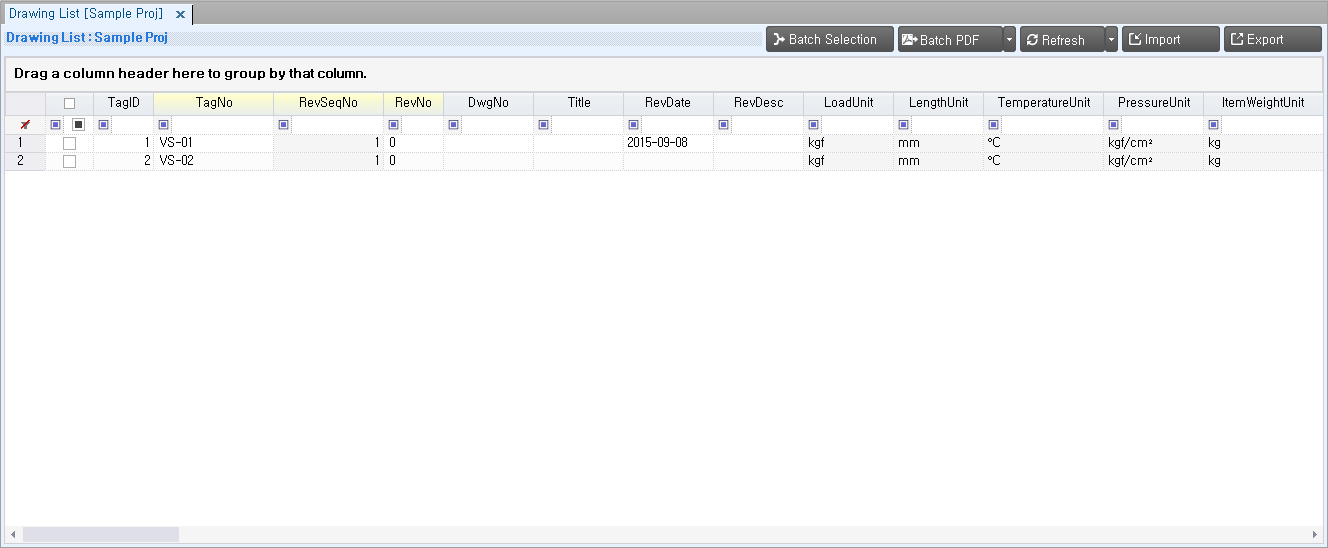 Drawing List [Sample Proj]
Drawing List : Sample Proj
Batch Selection Batch PDF Refresh Import Export
Drag a column header here to group by that column.
TagID TagNo RevSeqNo RevNo DwgNo Title RevDate RevDesc LoadUnit LengthUnit TemperatureUnit PressureUnit ItemWeightUnit
1 1 VS-01 1 0 2015-09-08 kgf mm ℃ kgf/cm² kg
2 2 VS-02 1 0 kgf mm ℃ kgf/cm² kg